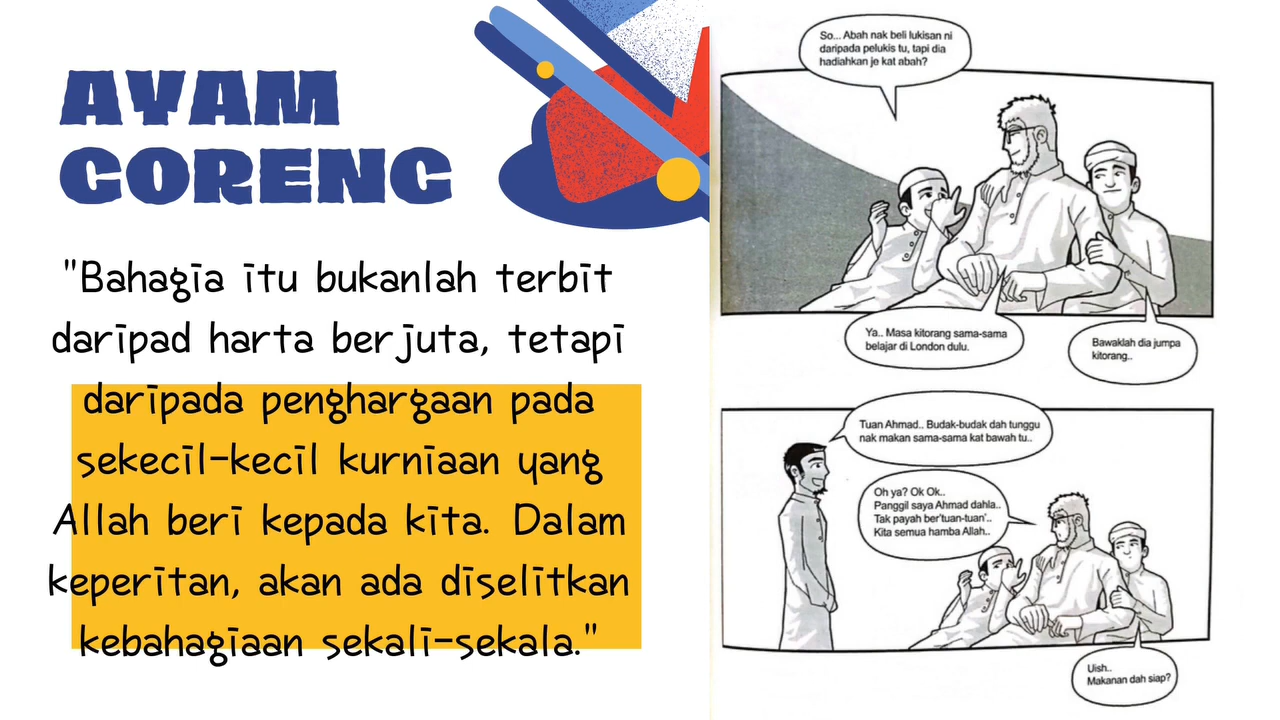 AYAM
GORENG
"Bahagia itu bukanlah terbit
daripad harta berjuta, tetapi
daripada penghargaan pada
sekecil-kecil kurniaan yang
Allah beri kepada kita. Dalam
keperitan, akan ada diselitkan
kebahagiaan sekali-sekala."
So... Abah nak beli lukisan ni
daripada pelukis tu, tapi dia
hadiahkan je kat abah?
Ya.. Masa kitorang sama-sama
belajar di London dulu.
Bawaklah dia jumpa
kitorang..
Tuan Ahmad.. Budak-budak dah tunggu
nak makan sama-sama kat bawah tu..
Oh ya? Ok Ok..
Panggil saya Ahmad dahla..
Tak payah ber'tuan-tuan'..
Kita semua hamba Allah..
Uish..
Makanan dah siap?